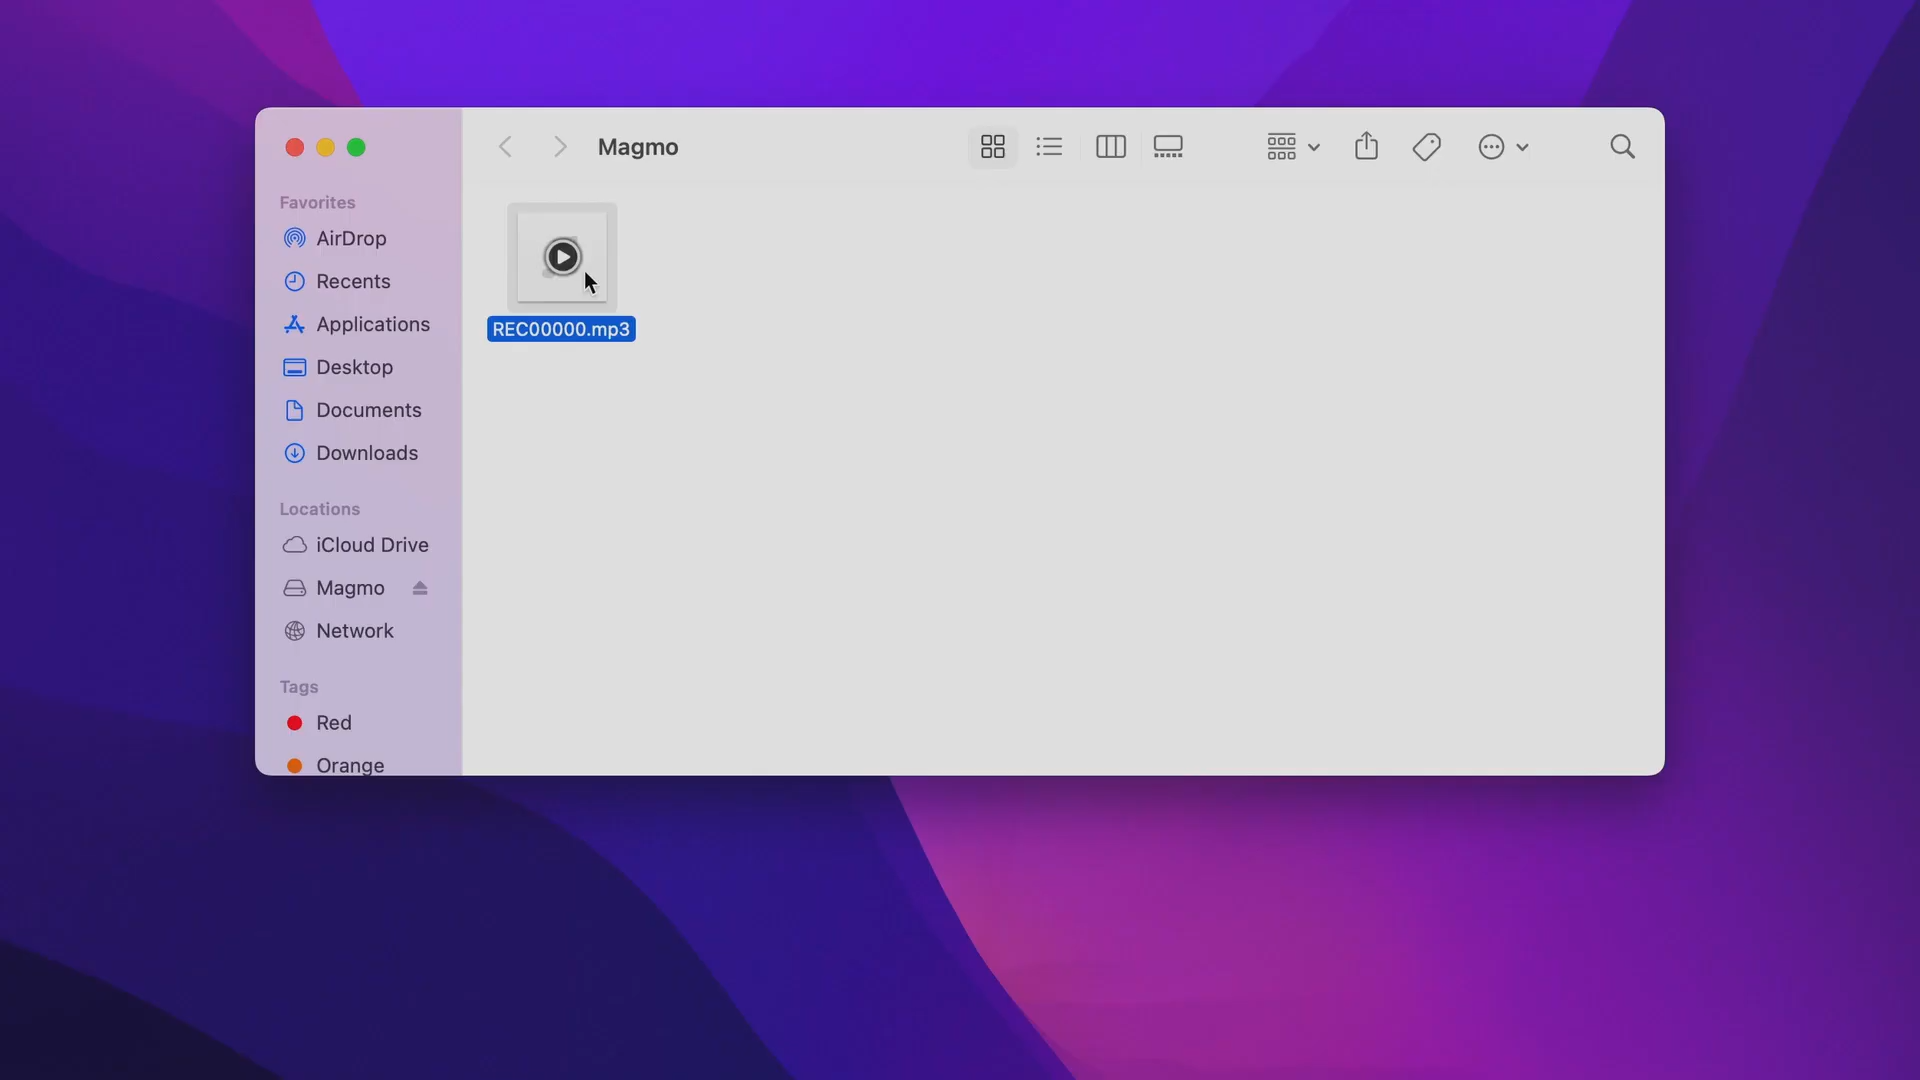 Magmo
Favorites
AirDrop
Recents
Applications
Desktop
Documents
Downloads
Locations
iCloud Drive
Magmo
Network
Tags
Red
Orange
REC00000.mp3